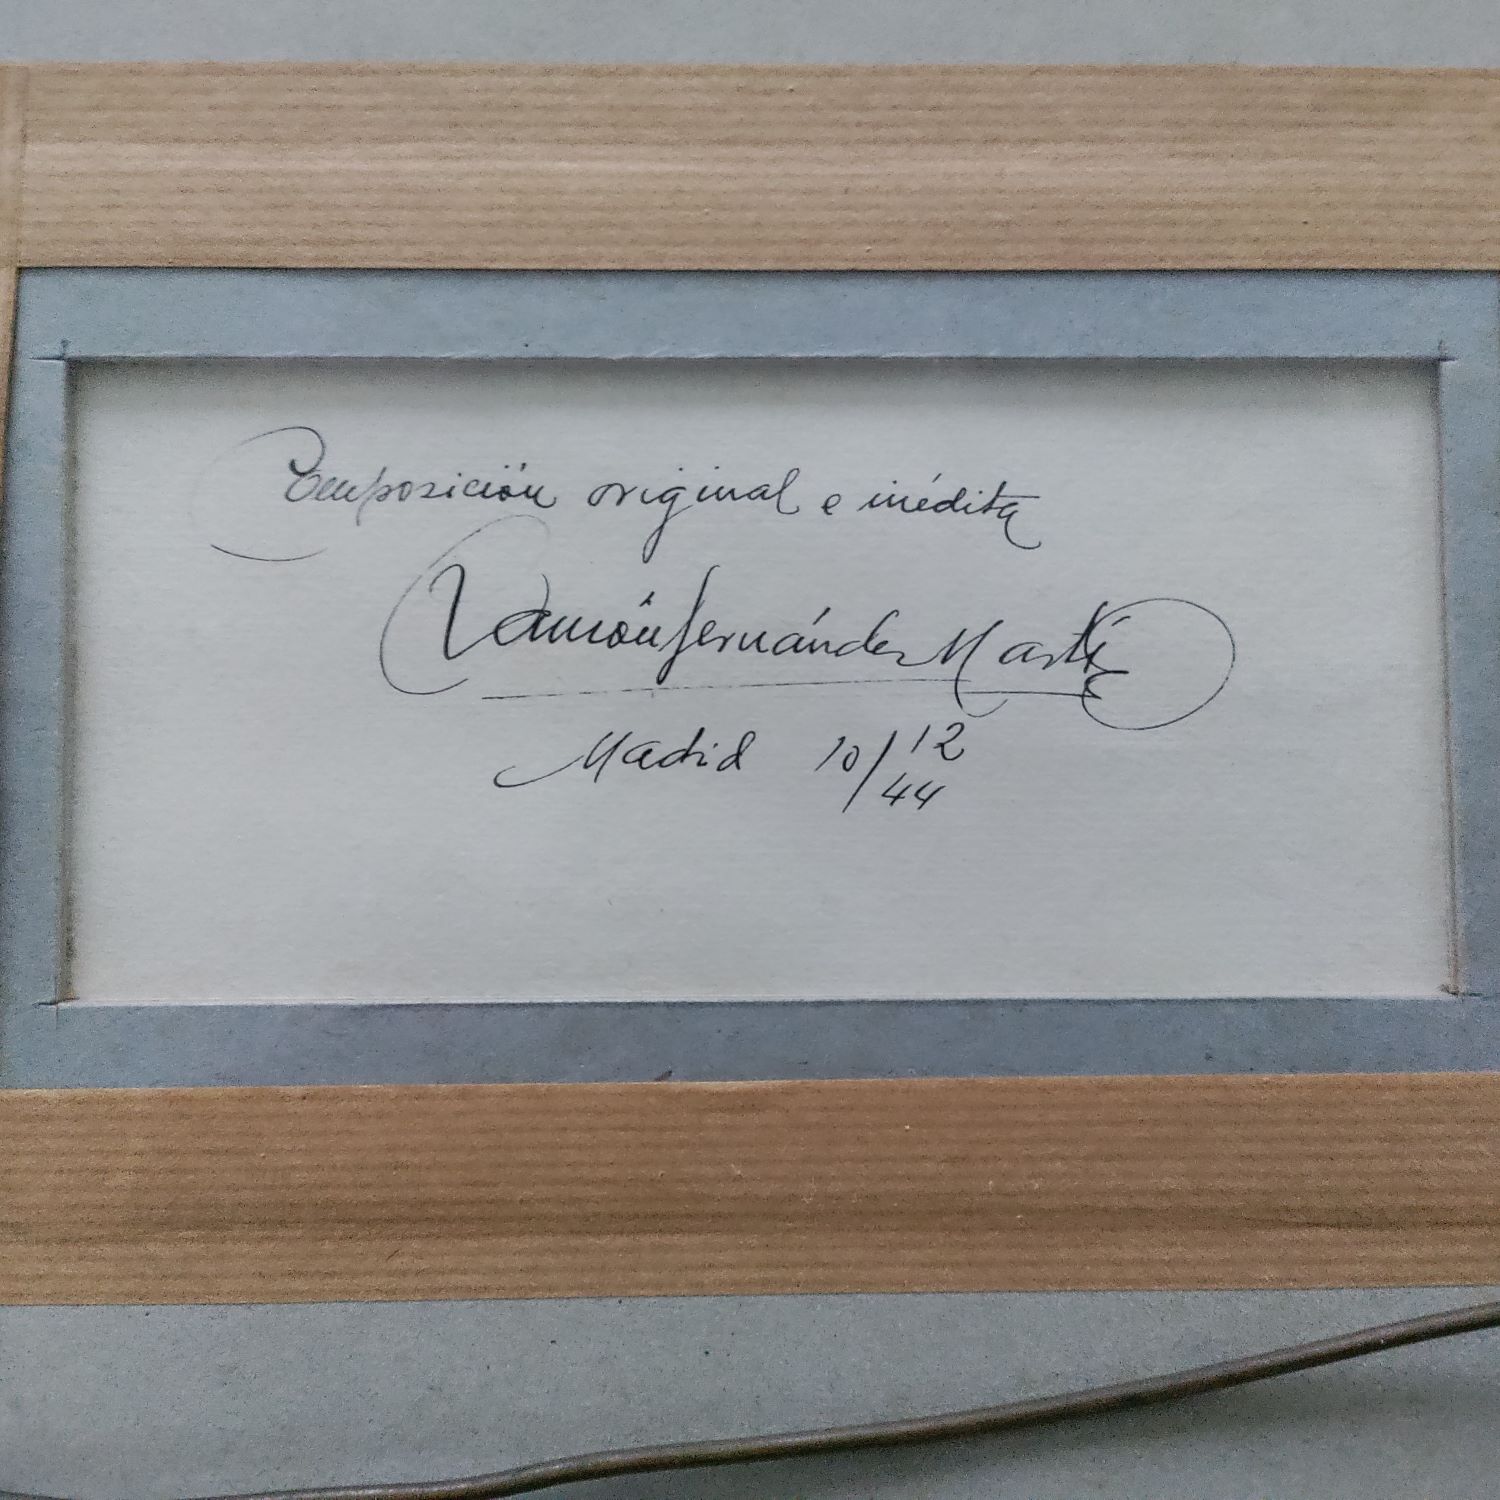 Composición original e inédita
Ramón Fernández Martí
Madrid 10/12
44